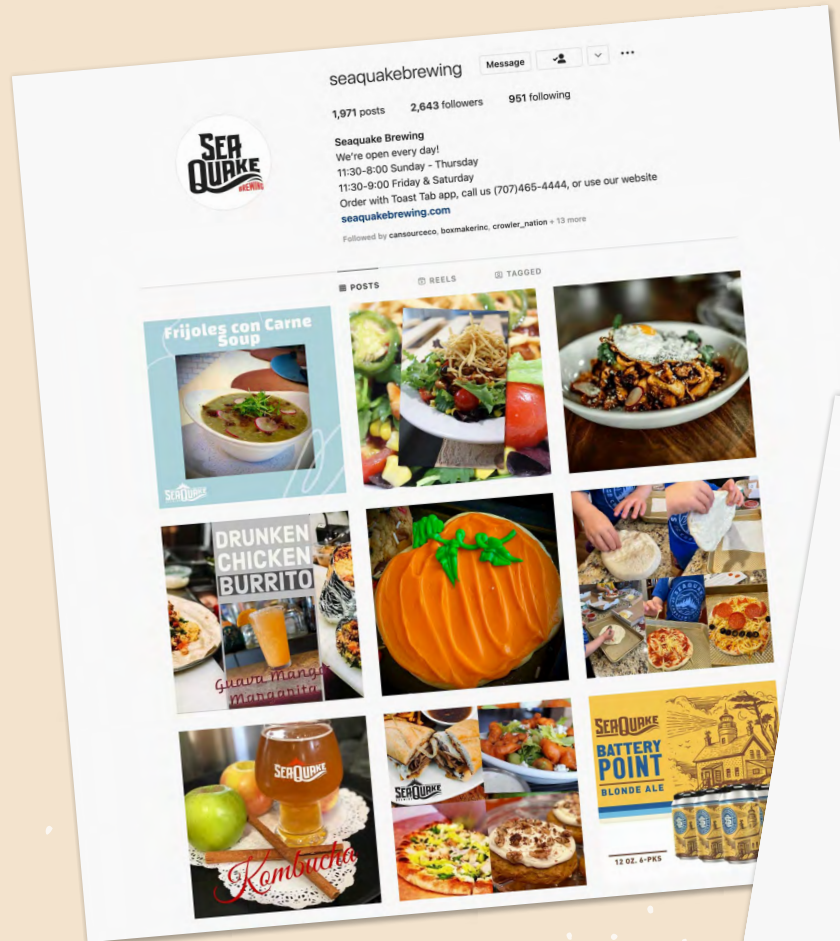 seaquakebrewing
Message
1,971 posts 2,643 followers 951 following
Seaquake Brewing
We're open every day!
11:30-8:00 Sunday - Thursday
11:30-9:00 Friday & Saturday
Order with Toast Tab app, call us (707)465-4444, or use our website
seaquakebrewing.com
Followed by cansourceco, boxmakerinc, crowler_nation + 13 more
SEA
QUAKE
BREWING
POSTS REELS TAGGED
Frijoles con Carne
Soup
SEAQUAKE
DRUNKEN
CHICKEN
BURRITO
Guava Mango
Margarita
SEAQUAKE
Kombucha
SEAQUAKE
BREWING
SEAQUAKE
BATTERY
POINT
BLONDE ALE
12 OZ. 6-PKS